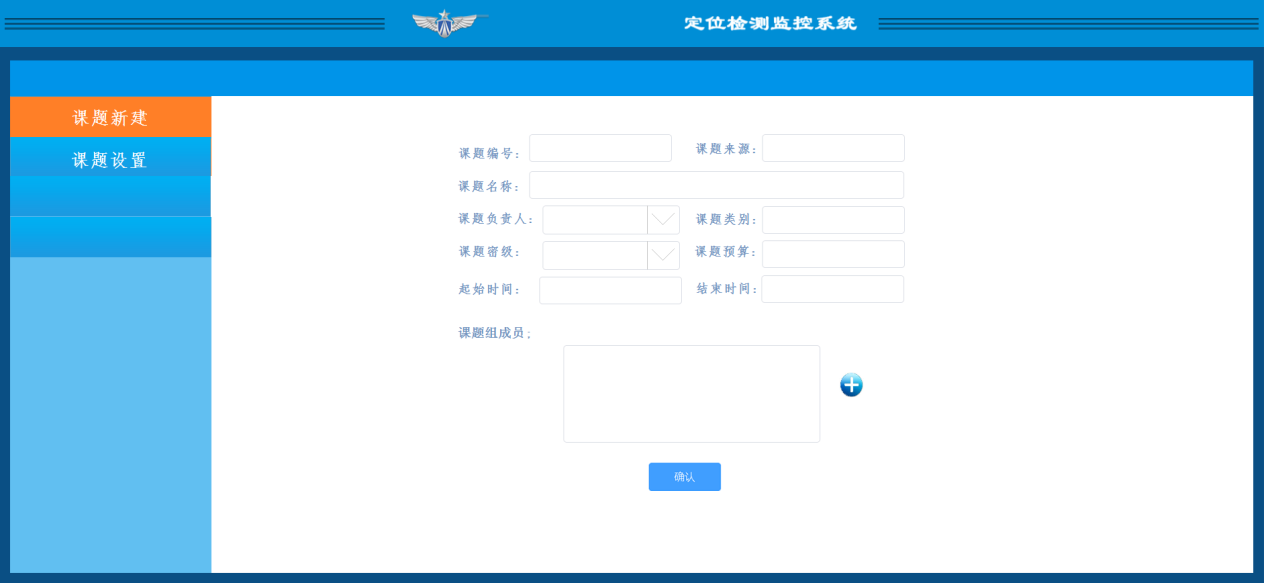 定位检测监控系统
课题新建
课题设置
课题编号： 课题来源：
课题名称：
课题负责人： 课题类别：
课题密级： 课题预算：
起始时间： 结束时间：
课题组成员；
确认